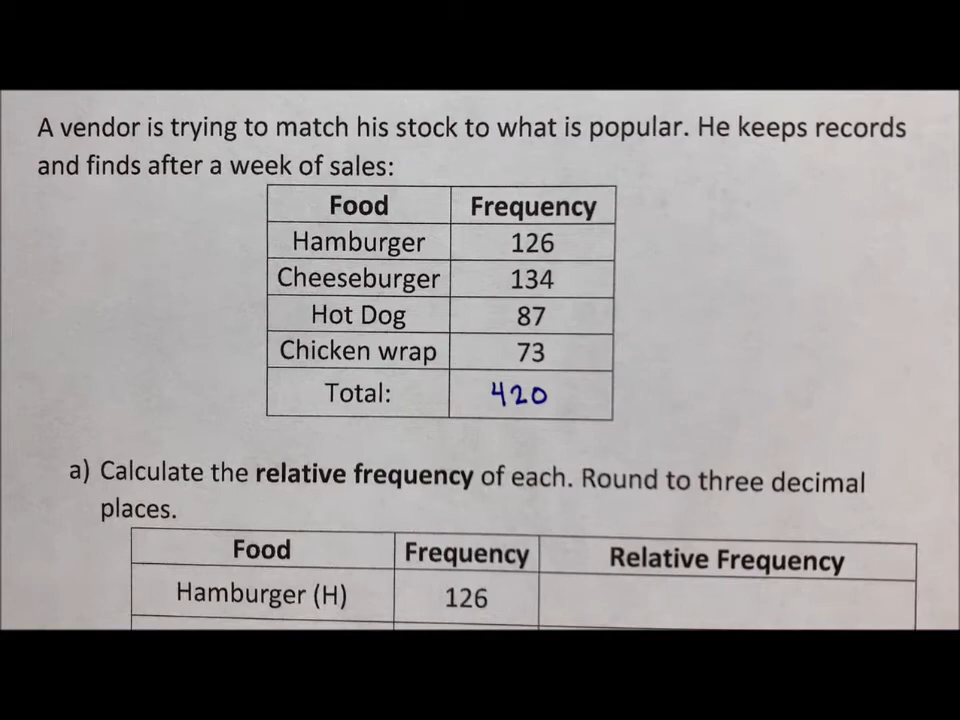 A vendor is trying to match his stock to what is popular. He keeps records
and finds after a week of sales:
Food Frequency
Hamburger 126
Cheeseburger 134
Hot Dog 87
Chicken wrap 73
Total: 420
a) Calculate the relative frequency of each. Round to three decimal
places.
Food Frequency Relative Frequency
Hamburger (H) 126